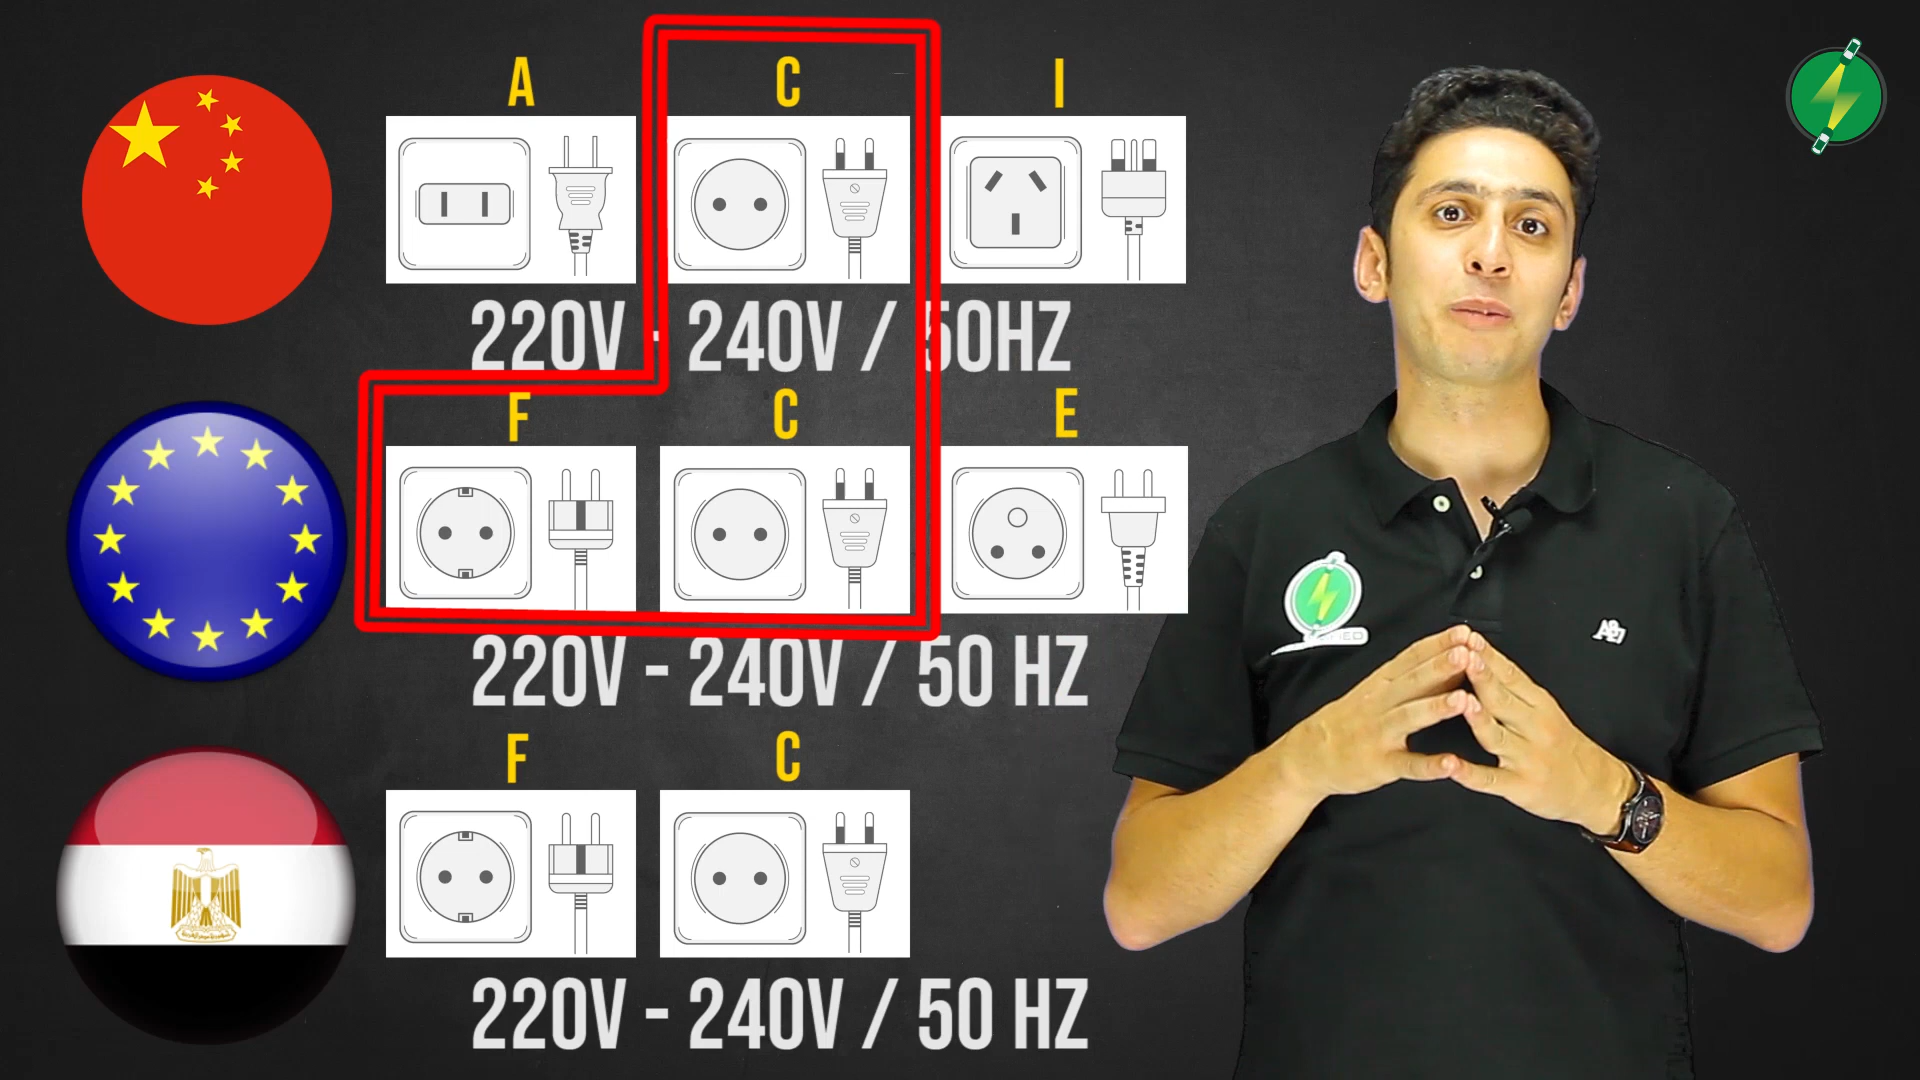 A C I
220V - 240V / 50HZ
F C E
220V - 240V / 50 HZ
F C
220V - 240V / 50 HZ